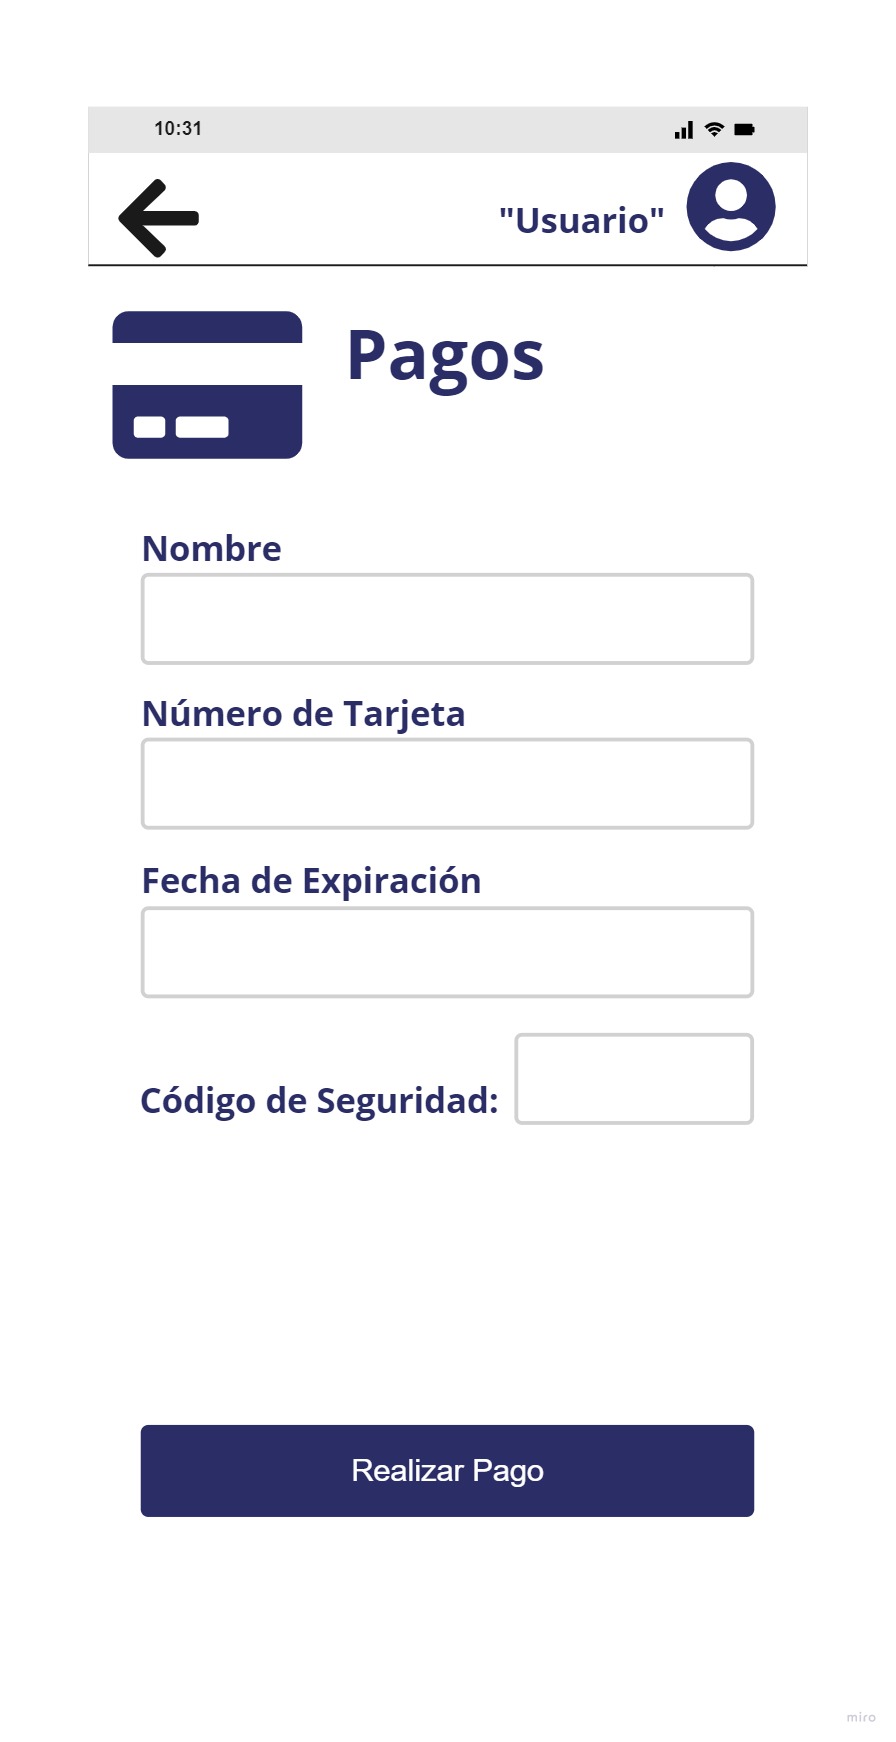 10:31
"Usuario"
Pagos
Nombre
Número de Tarjeta
Fecha de Expiración
Código de Seguridad:
Realizar Pago
miro